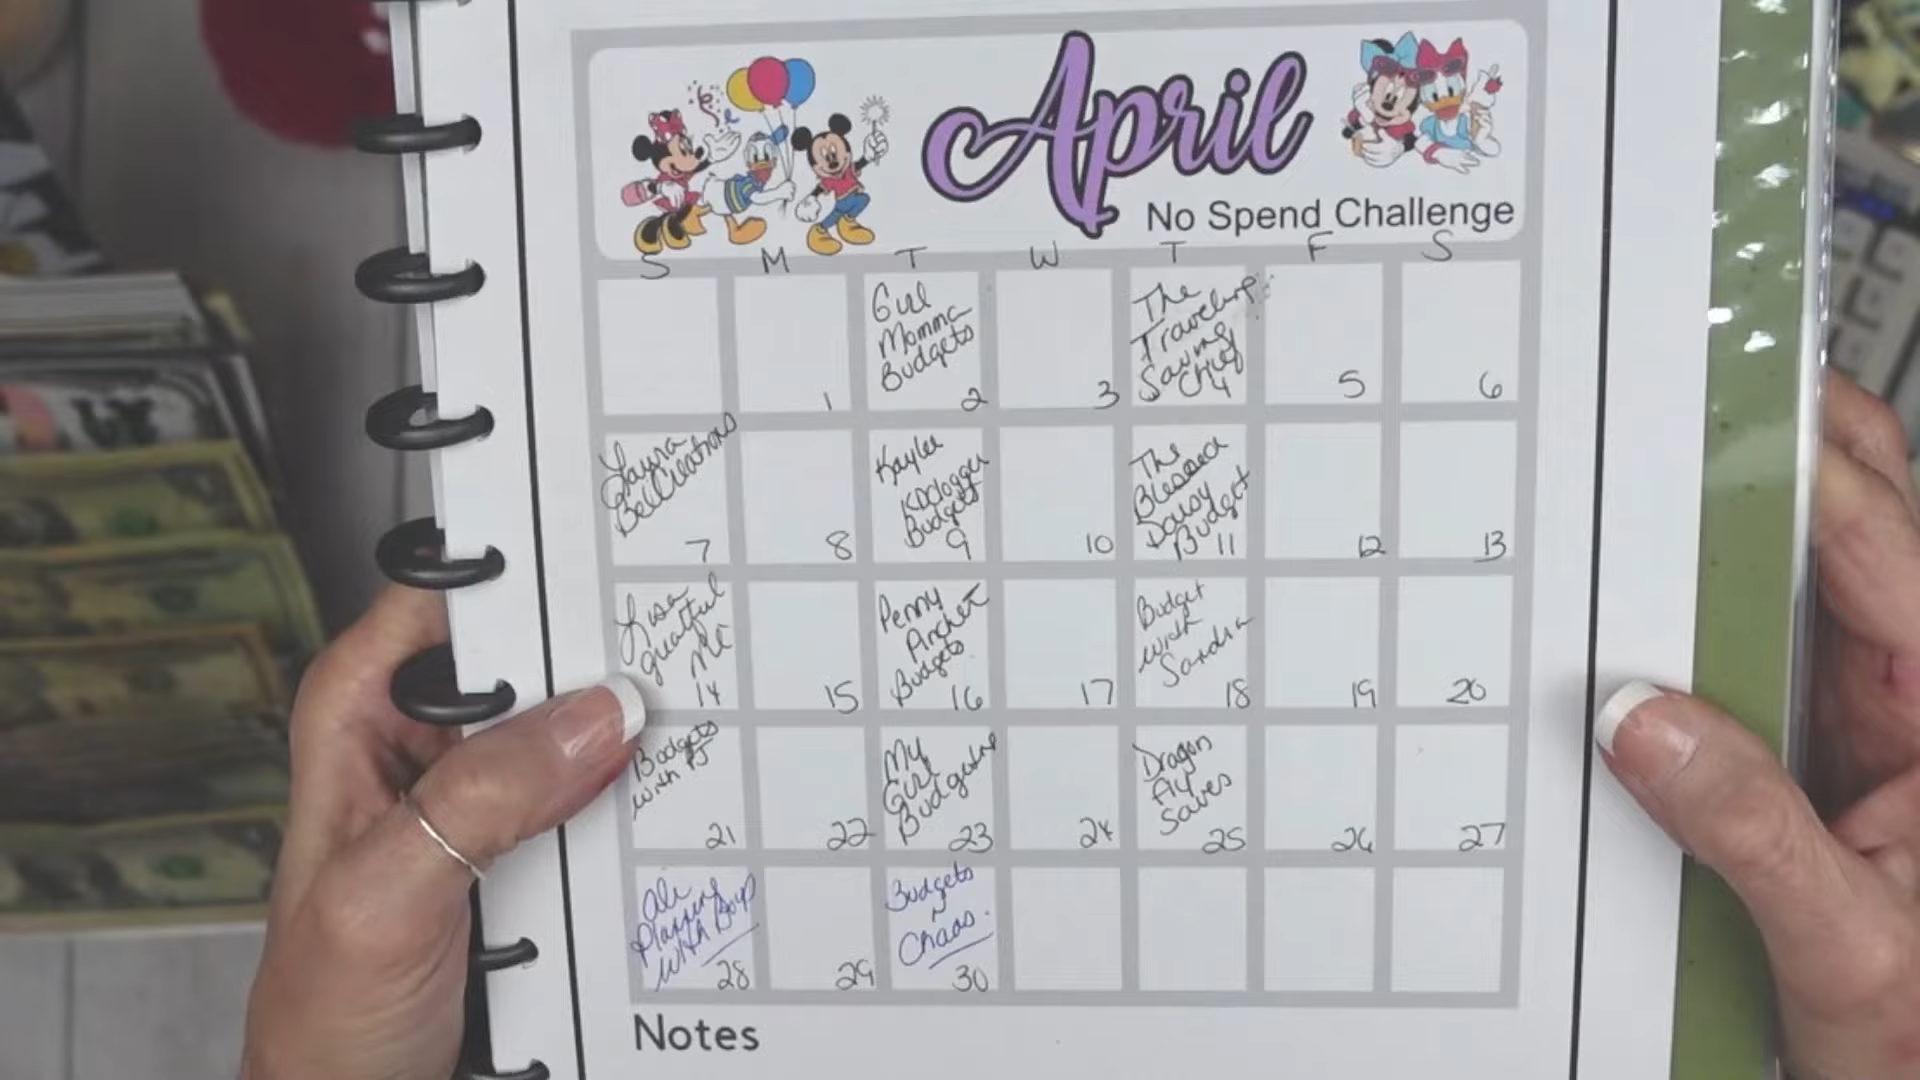 April
No Spend Challenge
S M T W T F S
Girl
Momma
Budgets
The
Traveling
Saving
Chief
1 2 3 4 5 6
Laura
BelCreations
Kaylee
KDdogger
Budgets
The
Blessed
Daisy
Budget
7 8 9 10 11 12 13
Lisa
grateful
Me
Penny
Archer
Budgets
Budget
with
Sandra
14 15 16 17 18 19 20
Budgets
with PJ
My
Girl
Budgeting
Dragon
fly
Saves
21 22 23 24 25 26 27
Ali
Planning
with Boys
Budgets
n
Chaos.
28 29 30
Notes